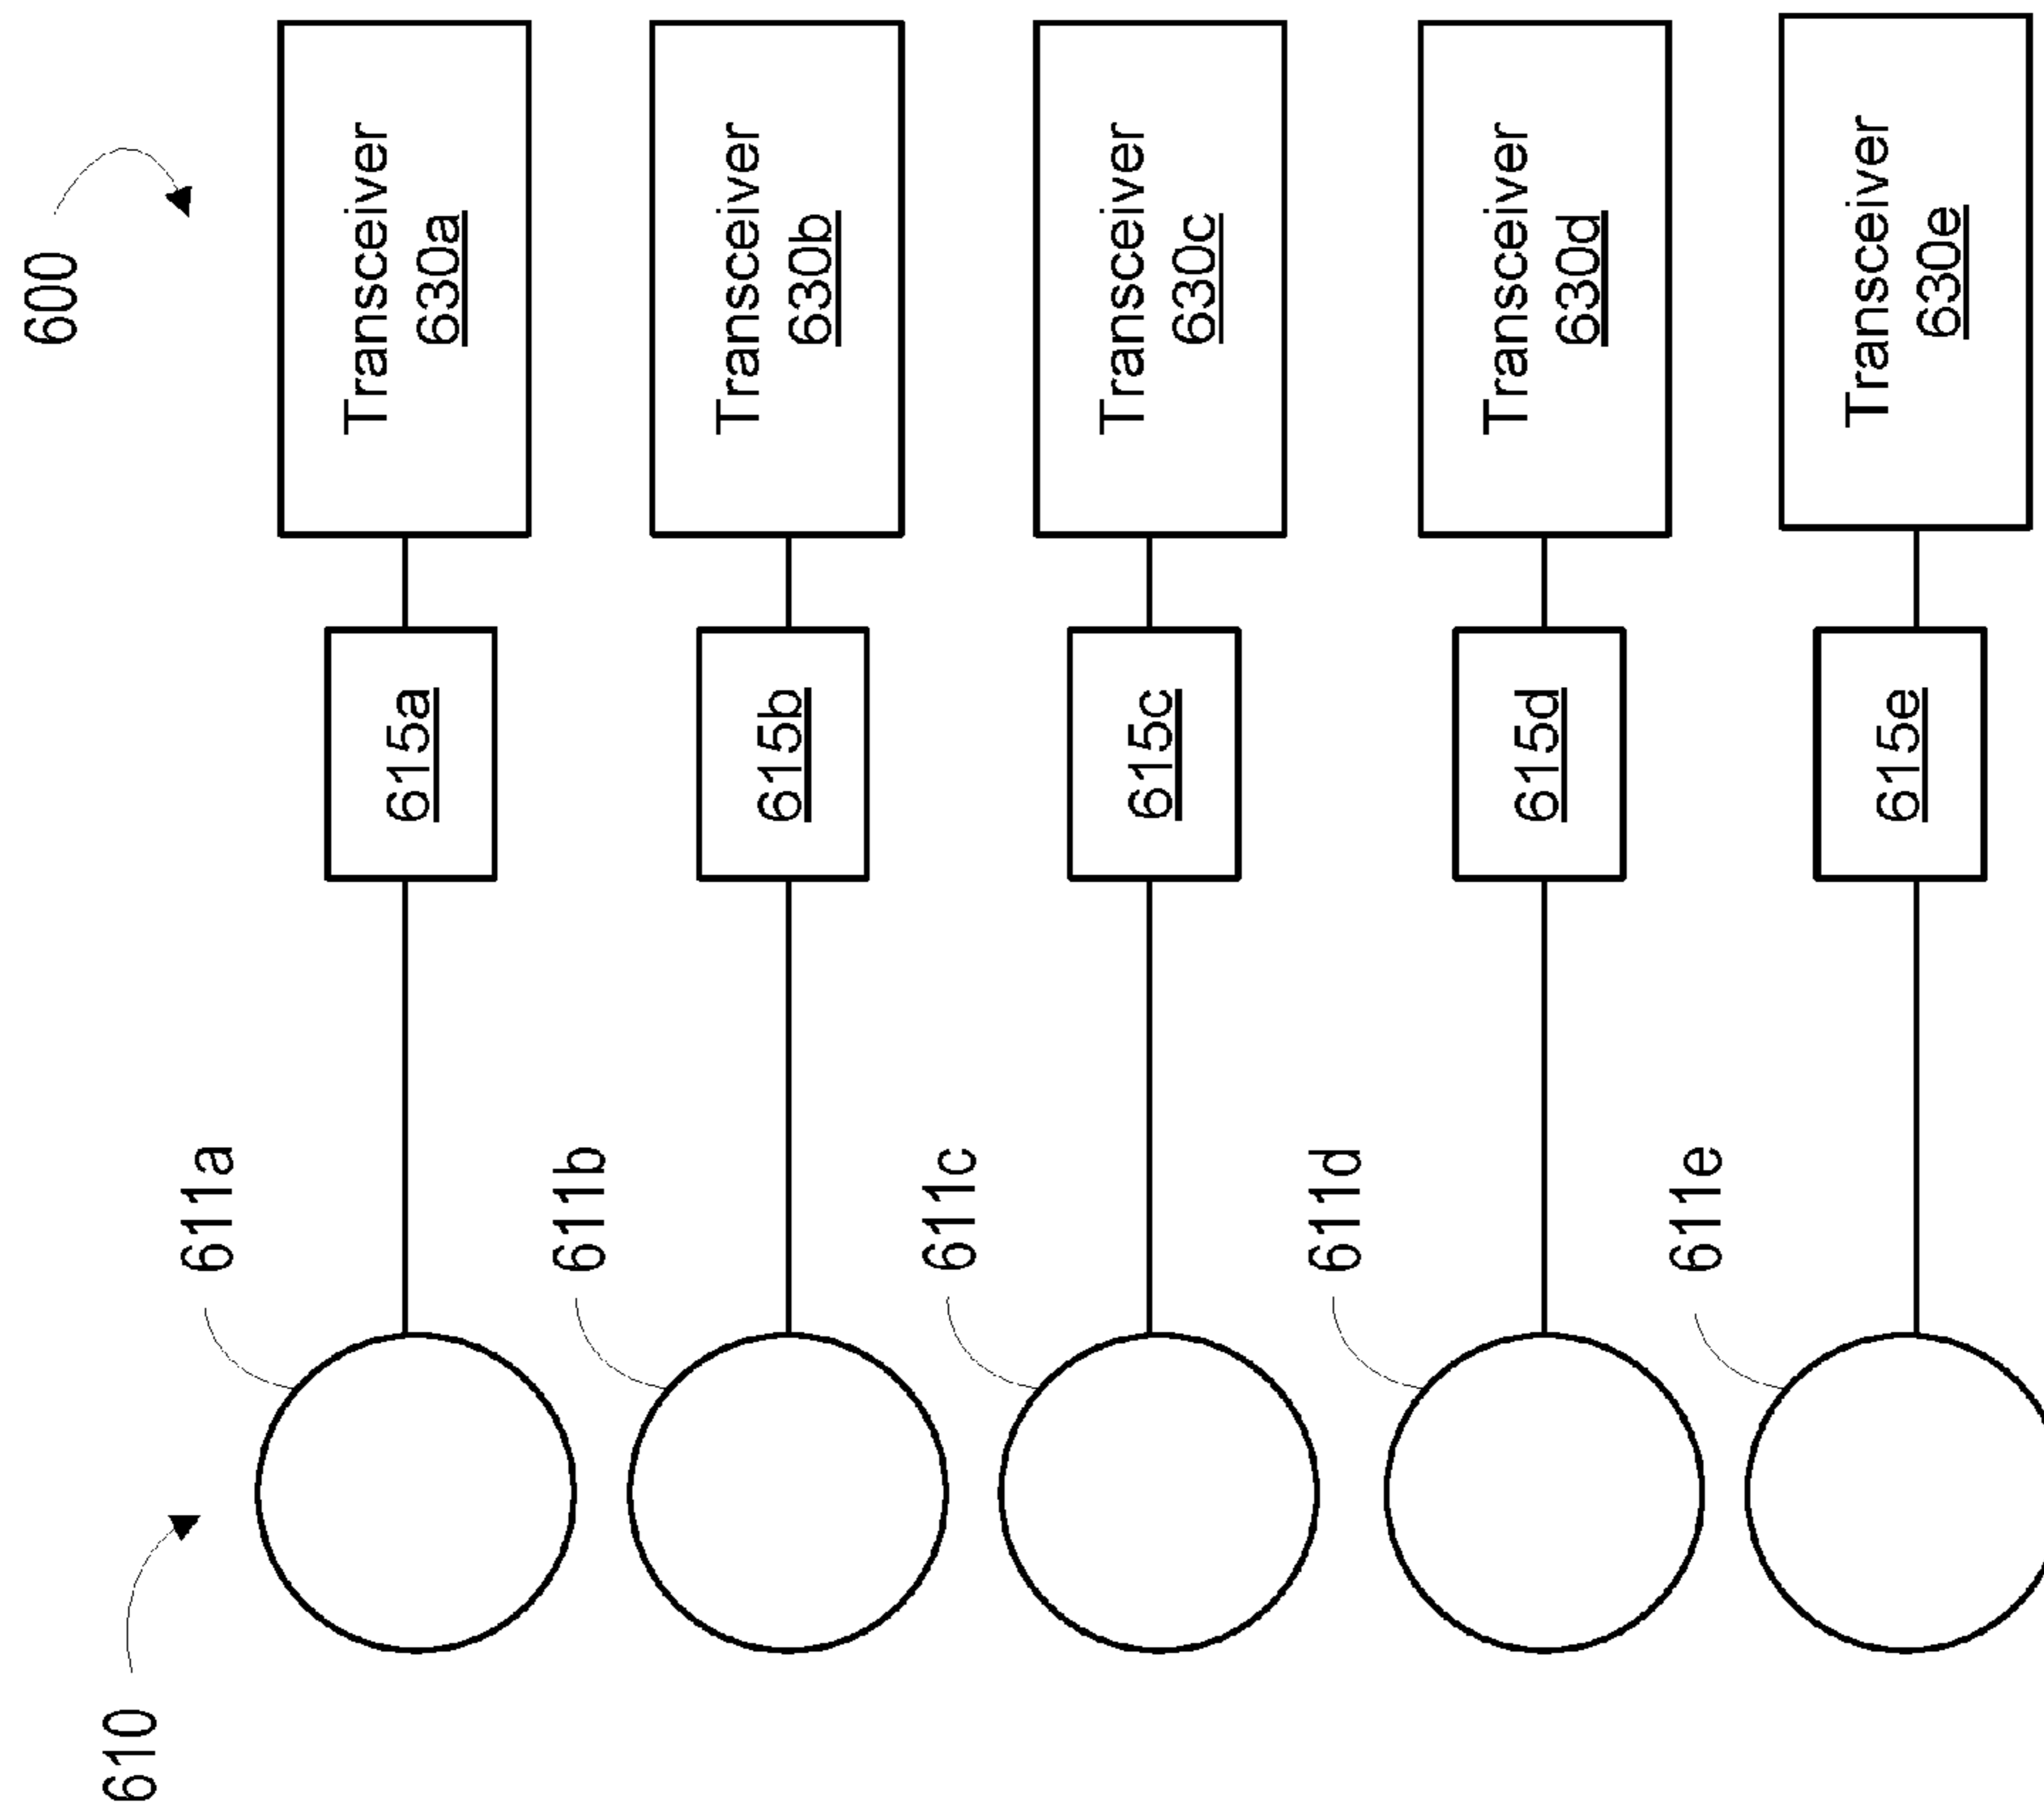 600
Transceiver
630a
Transceiver
630b
Transceiver
630c
Transceiver
630d
Transceiver
630e
615a
615b
615c
615d
615e
611a
611b
611c
611d
611e
610